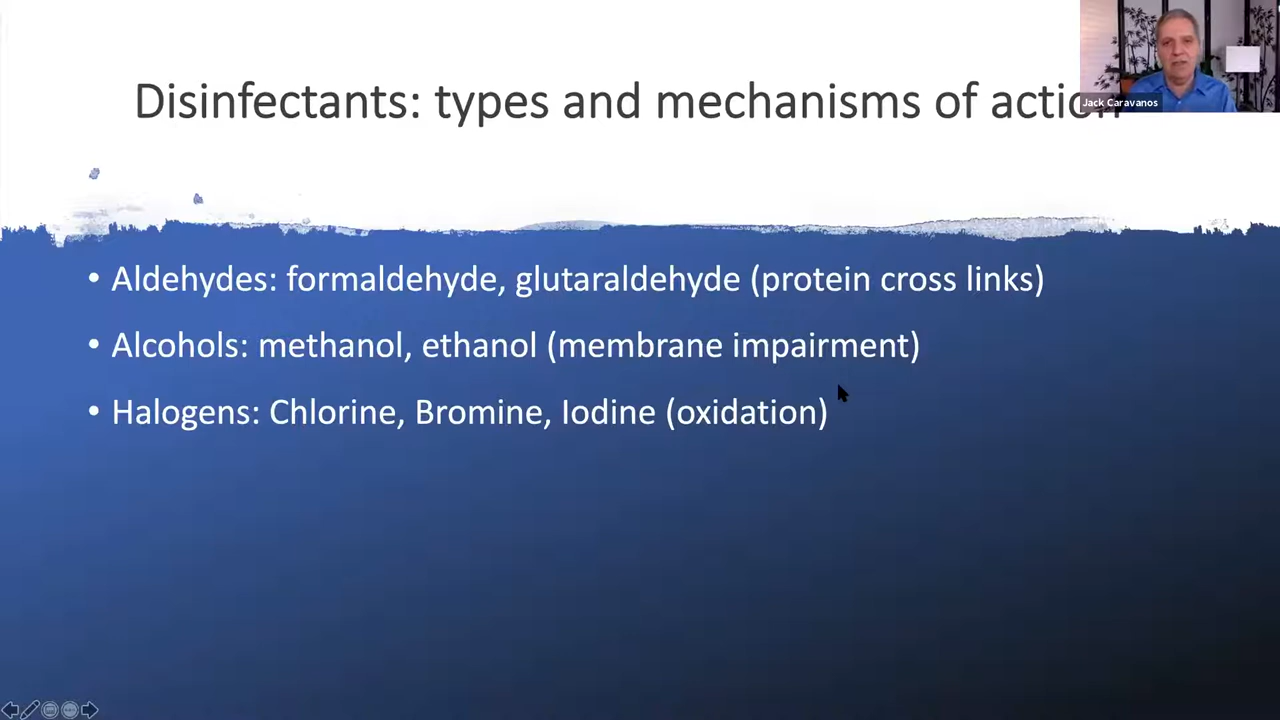 Disinfectants: types and mechanisms of action
Jack Caravanos
• Aldehydes: formaldehyde, glutaraldehyde (protein cross links)
• Alcohols: methanol, ethanol (membrane impairment)
• Halogens: Chlorine, Bromine, Iodine (oxidation)